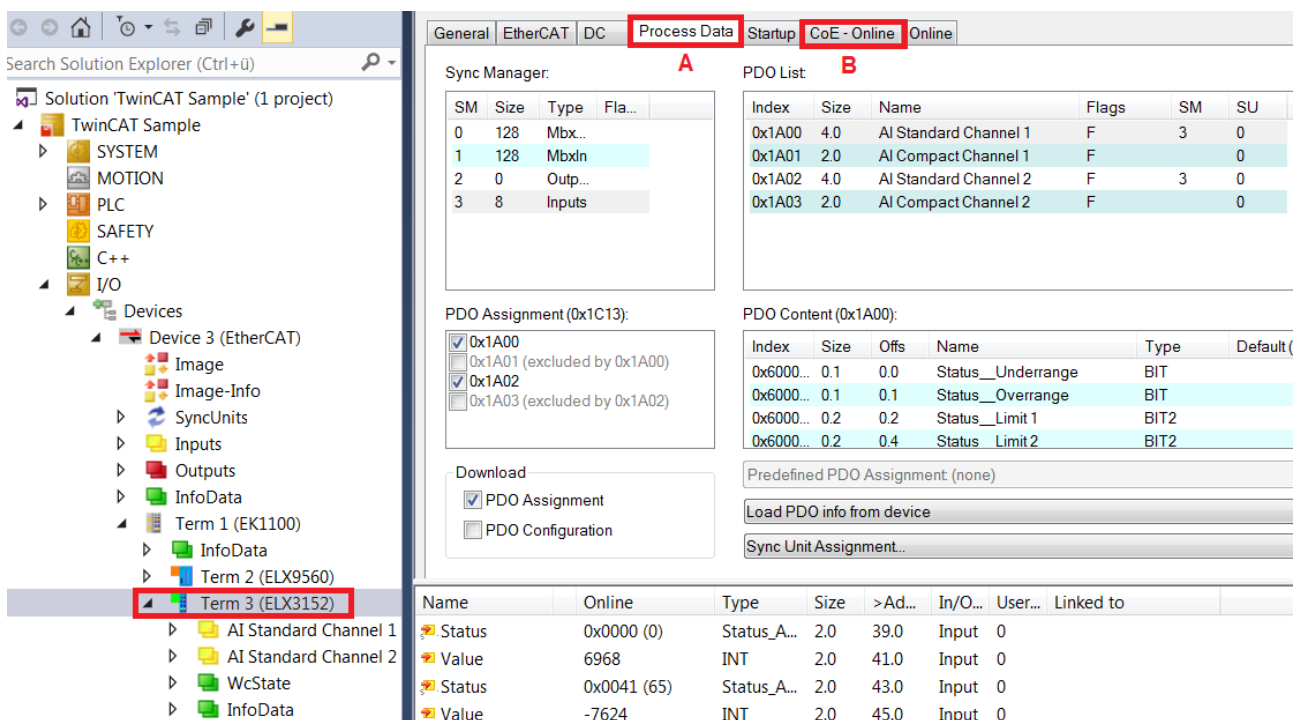 Search Solution Explorer (Ctrl+ü)
Solution 'TwinCAT Sample' (1 project)
TwinCAT Sample
SYSTEM
MOTION
PLC
SAFETY
C++
I/O
Devices
Device 3 (EtherCAT)
Image
Image-Info
SyncUnits
Inputs
Outputs
InfoData
Term 1 (EK1100)
InfoData
Term 2 (ELX9560)
Term 3 (ELX3152)
AI Standard Channel 1
AI Standard Channel 2
WcState
InfoData
General EtherCAT DC Process Data Startup CoE - Online Online
A B
Sync Manager:
SM Size Type Fla...
0 128 Mbx...
1 128 MbxIn
2 0 Outp...
3 8 Inputs
PDO List:
Index Size Name Flags SM SU
0x1A00 4.0 AI Standard Channel 1 F 3 0
0x1A01 2.0 AI Compact Channel 1 F 0
0x1A02 4.0 AI Standard Channel 2 F 3 0
0x1A03 2.0 AI Compact Channel 2 F 0
PDO Assignment (0x1C13):
0x1A00
0x1A01 (excluded by 0x1A00)
0x1A02
0x1A03 (excluded by 0x1A02)
PDO Content (0x1A00):
Index Size Offs Name Type Default (
0x6000... 0.1 0.0 Status__Underrange BIT
0x6000... 0.1 0.1 Status__Overrange BIT
0x6000... 0.2 0.2 Status__Limit 1 BIT2
0x6000... 0.2 0.4 Status__Limit 2 BIT2
Download
PDO Assignment
PDO Configuration
Predefined PDO Assignment: (none)
Load PDO info from device
Sync Unit Assignment...
Name Online Type Size >Ad... In/O... User... Linked to
Status 0x0000 (0) Status_A... 2.0 39.0 Input 0
Value 6968 INT 2.0 41.0 Input 0
Status 0x0041 (65) Status_A... 2.0 43.0 Input 0
Value -7624 INT 2.0 45.0 Input 0